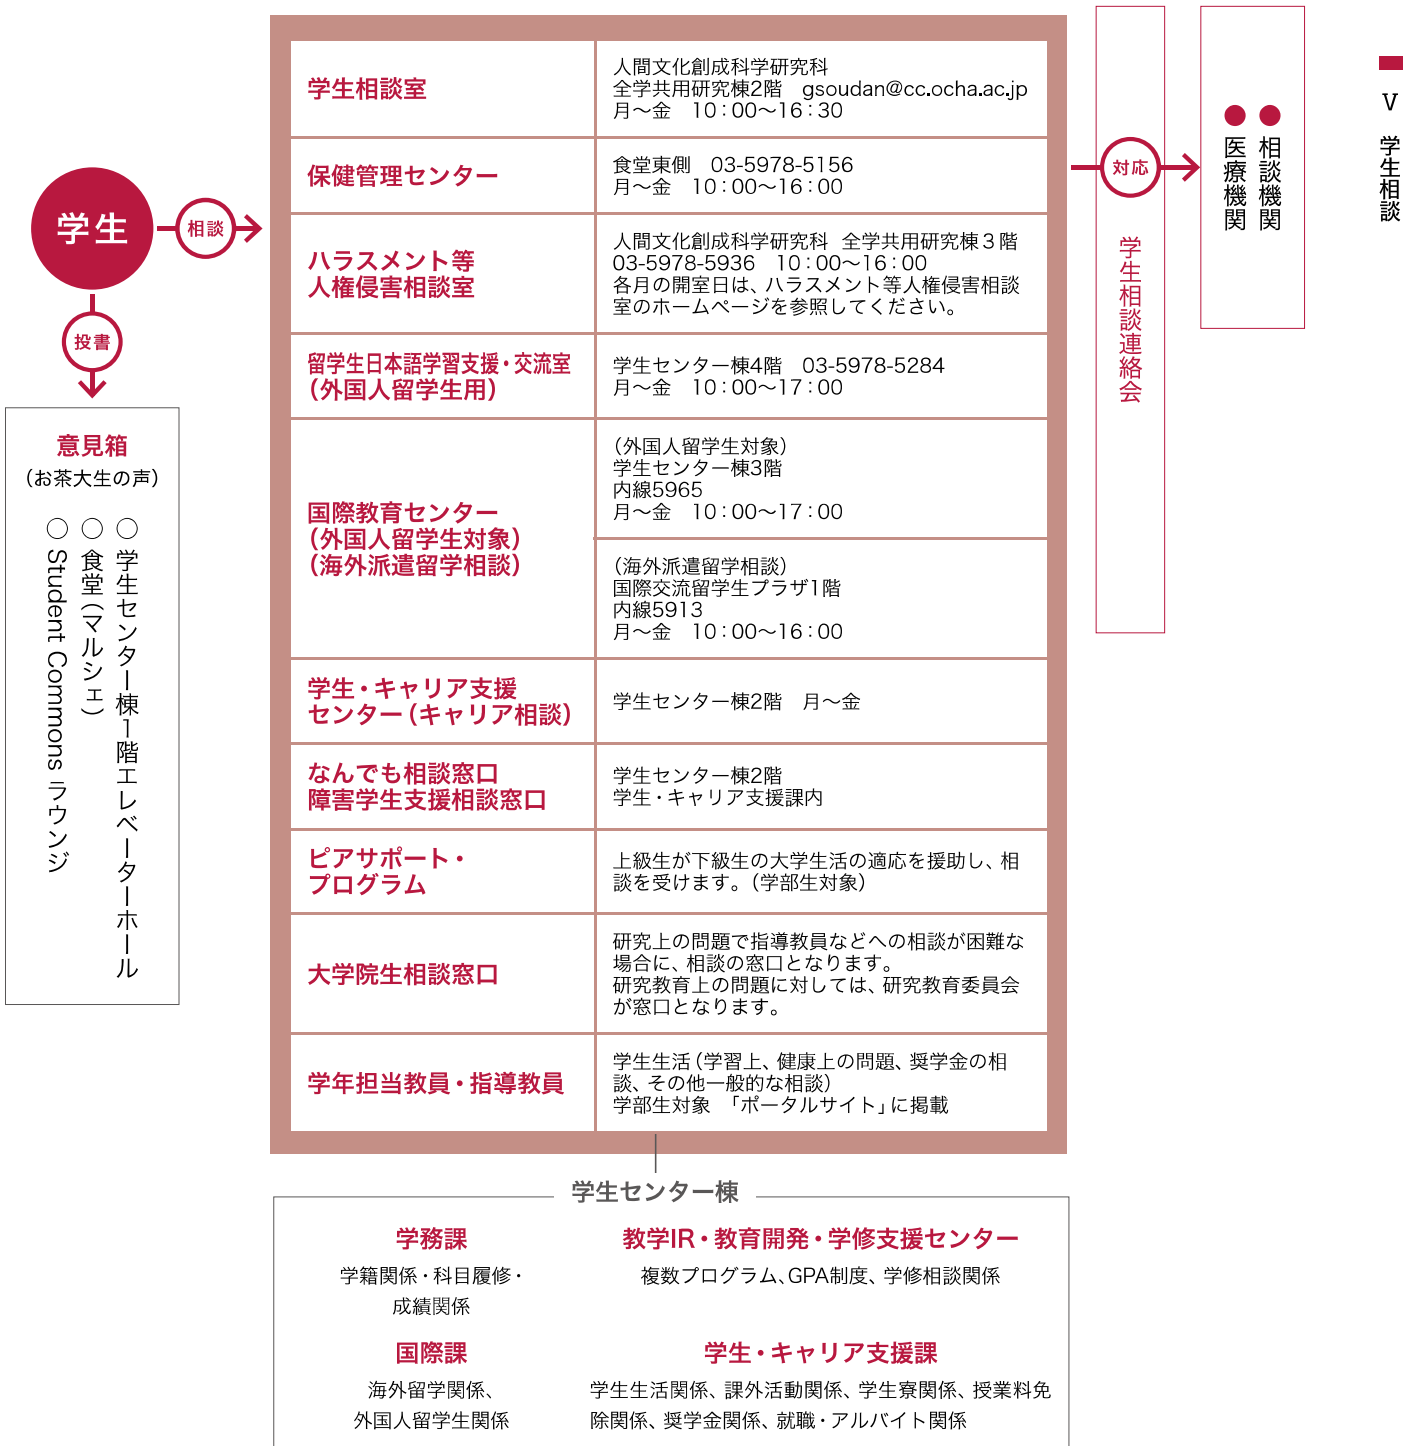 学生
相談
投書
意見箱
（お茶大生の声）
○ 学生センター棟1階エレベーターホール
○ 食堂（マルシェ）
○ Student Commons ラウンジ
学生相談室
人間文化創成科学研究科
全学共用研究棟2階　gsoudan@cc.ocha.ac.jp
月～金　10：00～16：30
保健管理センター
食堂東側　03-5978-5156
月～金　10：00～16：00
ハラスメント等
人権侵害相談室
人間文化創成科学研究科 全学共用研究棟３階
03-5978-5936　10：00～16：00
各月の開室日は、ハラスメント等人権侵害相談
室のホームページを参照してください。
留学生日本語学習支援・交流室
（外国人留学生用）
学生センター棟4階　03-5978-5284
月～金　10：00～17：00
国際教育センター
（外国人留学生対象）
（海外派遣留学相談）
（外国人留学生対象）
学生センター棟3階
内線5965
月～金　10：00～17：00
（海外派遣留学相談）
国際交流留学生プラザ1階
内線5913
月～金　10：00～16：00
学生・キャリア支援
センター（キャリア相談）
学生センター棟2階　月～金
なんでも相談窓口
障害学生支援相談窓口
学生センター棟2階
学生・キャリア支援課内
ピアサポート・
プログラム
上級生が下級生の大学生活の適応を援助し、相
談を受けます。（学部生対象）
大学院生相談窓口
研究上の問題で指導教員などへの相談が困難な
場合に、相談の窓口となります。
研究教育上の問題に対しては、研究教育委員会
が窓口となります。
学年担当教員・指導教員
学生生活（学習上、健康上の問題、奨学金の相
談、その他一般的な相談）
学部生対象　「ポータルサイト」に掲載
対応
学生相談連絡会
● 相談機関
● 医療機関
V　学生相談
学生センター棟
学務課
学籍関係・科目履修・
成績関係
教学IR・教育開発・学修支援センター
複数プログラム、GPA制度、学修相談関係
国際課
海外留学関係、
外国人留学生関係
学生・キャリア支援課
学生生活関係、課外活動関係、学生寮関係、授業料免
除関係、奨学金関係、就職・アルバイト関係